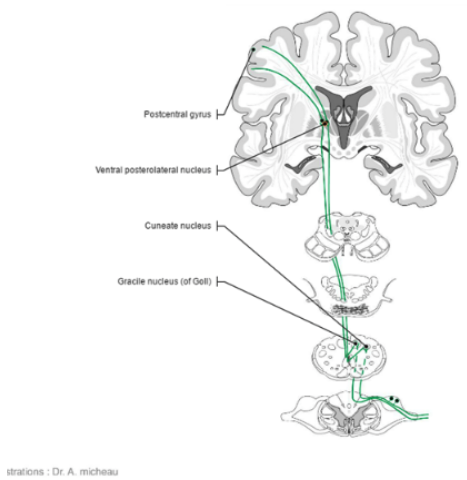 Postcentral gyrus
Ventral posterolateral nucleus
Cuneate nucleus
Gracile nucleus (of Goll)
strations : Dr. A. micheau